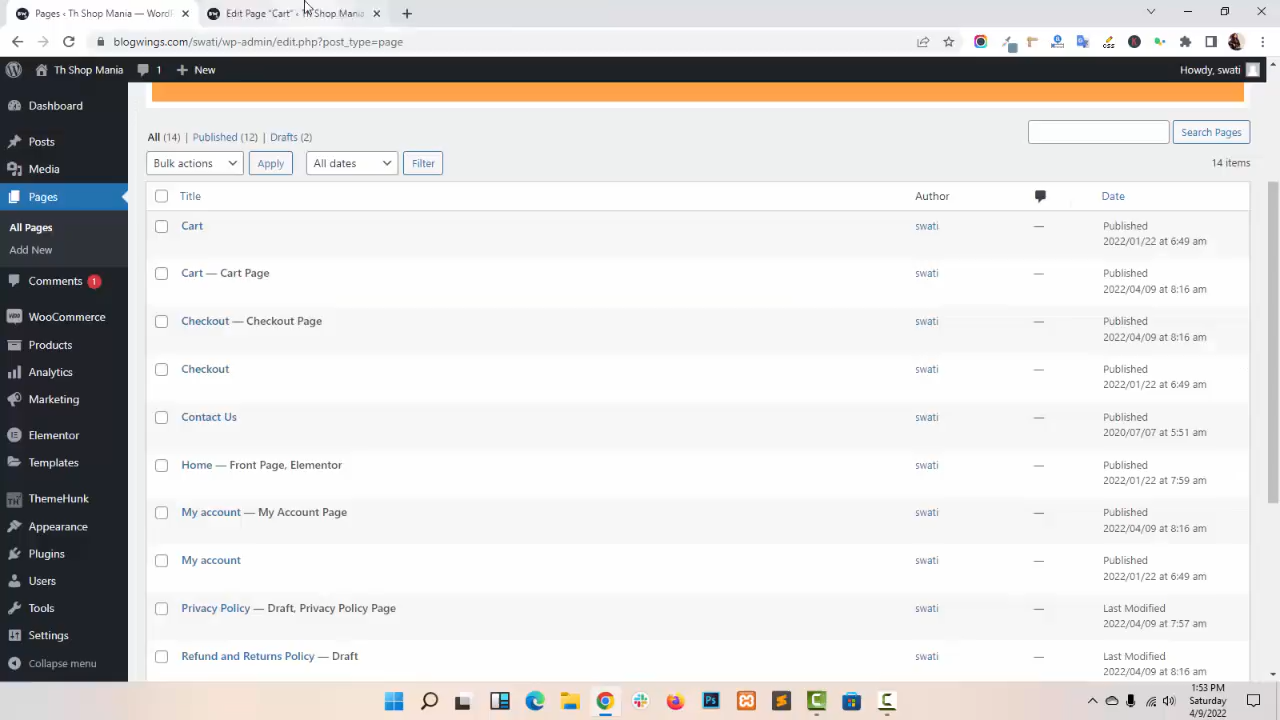 Pages ‹ Th Shop Mania — WordP
Edit Page "Cart" ‹ Th Shop Mania
blogwings.com/swati/wp-admin/edit.php?post_type=page
Th Shop Mania
1
New
Howdy, swati
Dashboard
Posts
Media
Pages
All Pages
Add New
Comments 1
WooCommerce
Products
Analytics
Marketing
Elementor
Templates
ThemeHunk
Appearance
Plugins
Users
Tools
Settings
Collapse menu
All (14) | Published (12) | Drafts (2)
Search Pages
Bulk actions
Apply
All dates
Filter
14 items
Title
Author
Date
Cart
swati
—
Published
2022/01/22 at 6:49 am
Cart — Cart Page
swati
—
Published
2022/04/09 at 8:16 am
Checkout — Checkout Page
swati
—
Published
2022/04/09 at 8:16 am
Checkout
swati
—
Published
2022/01/22 at 6:49 am
Contact Us
swati
—
Published
2020/07/07 at 5:51 am
Home — Front Page, Elementor
swati
—
Published
2022/01/22 at 7:59 am
My account — My Account Page
swati
—
Published
2022/04/09 at 8:16 am
My account
swati
—
Published
2022/01/22 at 6:49 am
Privacy Policy — Draft, Privacy Policy Page
swati
—
Last Modified
2022/04/09 at 7:57 am
Refund and Returns Policy — Draft
swati
—
Last Modified
2022/04/09 at 8:16 am
1:53 PM
Saturday
4/9/2022